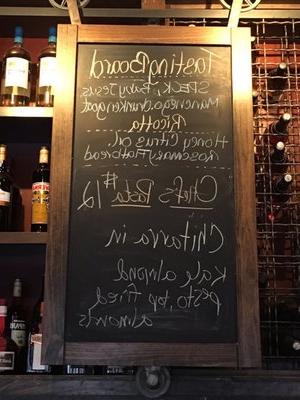 Tasting Board
Speck, Baby Jesus
Manchego, Drunken goat
Ricotta
Honey, Citrus oil,
Rosemary Flatbread
Chef's Pasta $12
Chitarra in
Kale almond
pesto, top fried
almonds